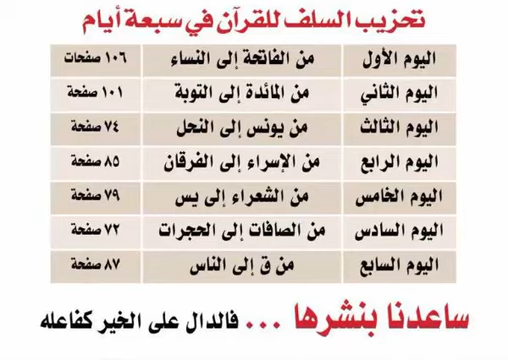 تحزيب السلف للقرآن في سبعة أيام
اليوم الأول من الفاتحة إلى النساء ١٠٦ صفحات
اليوم الثاني من المائدة إلى التوبة ١٠١ صفحة
اليوم الثالث من يونس إلى النحل ٧٤ صفحة
اليوم الرابع من الإسراء إلى الفرقان ٨٥ صفحة
اليوم الخامس من الشعراء إلى يس ٧٩ صفحة
اليوم السادس من الصافات إلى الحجرات ٧٢ صفحة
اليوم السابع من ق إلى الناس ٨٧ صفحة
ساعدنا بنشرها ... فالدال على الخير كفاعله